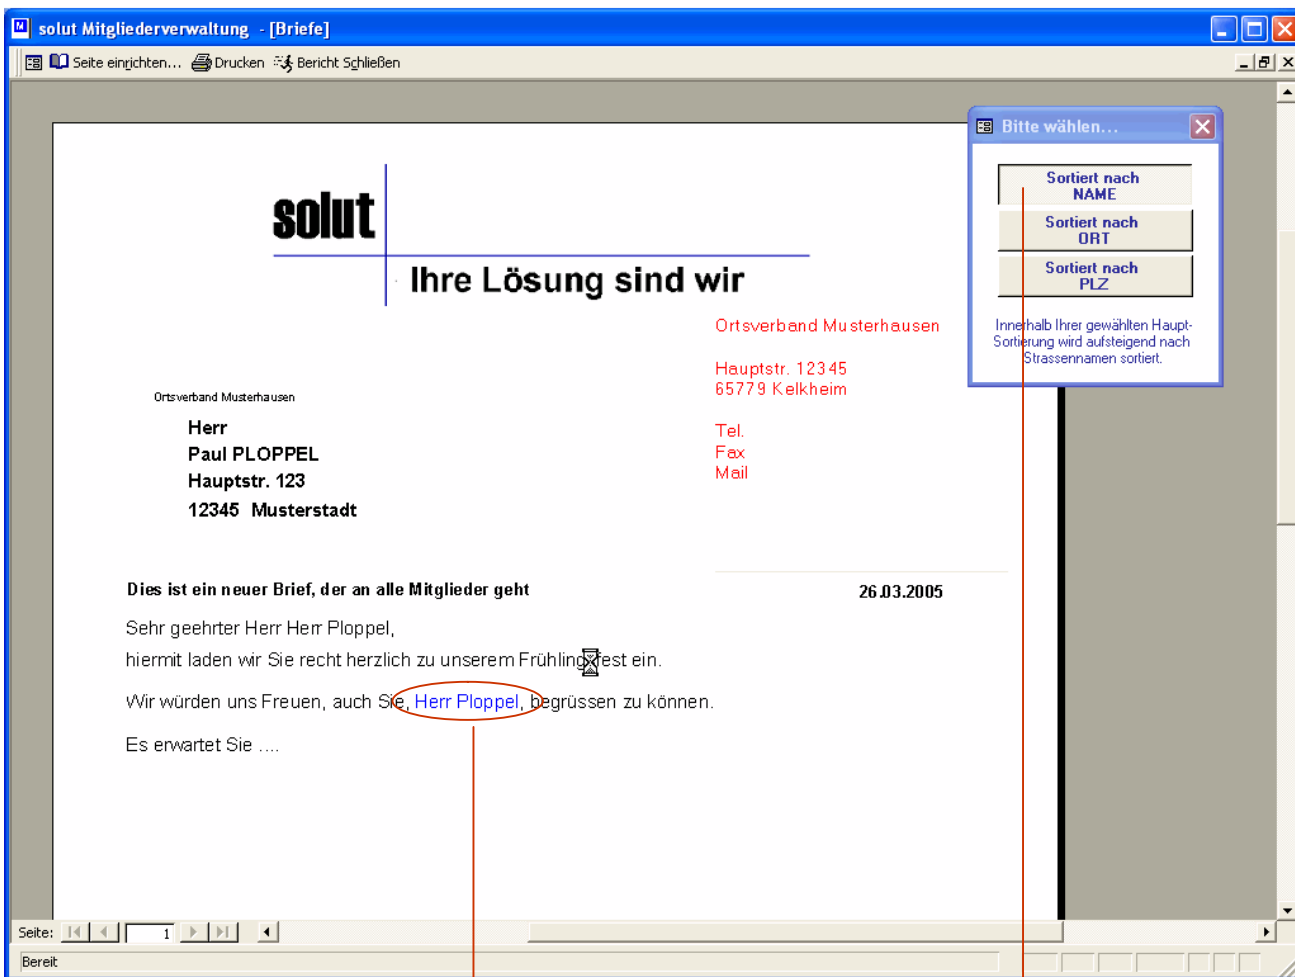 solut Mitgliederverwaltung - [Briefe]
Seite einrichten... Drucken Bericht Schließen
Bitte wählen...
Sortiert nach
NAME
Sortiert nach
ORT
Sortiert nach
PLZ
Innerhalb Ihrer gewählten Haupt-
Sortierung wird aufsteigend nach
Strassennamen sortiert.
solut
Ihre Lösung sind wir
Ortsverband Musterhausen
Hauptstr. 12345
65779 Kelkheim
Tel.
Fax
Mail
Ortsverband Musterhausen
Herr
Paul PLOPPEL
Hauptstr. 123
12345 Musterstadt
Dies ist ein neuer Brief, der an alle Mitglieder geht
26.03.2005
Sehr geehrter Herr Herr Ploppel,
hiermit laden wir Sie recht herzlich zu unserem Frühlingsfest ein.
Wir würden uns Freuen, auch Sie, Herr Ploppel, begrüssen zu können.
Es erwartet Sie ....
Seite: 1
Bereit